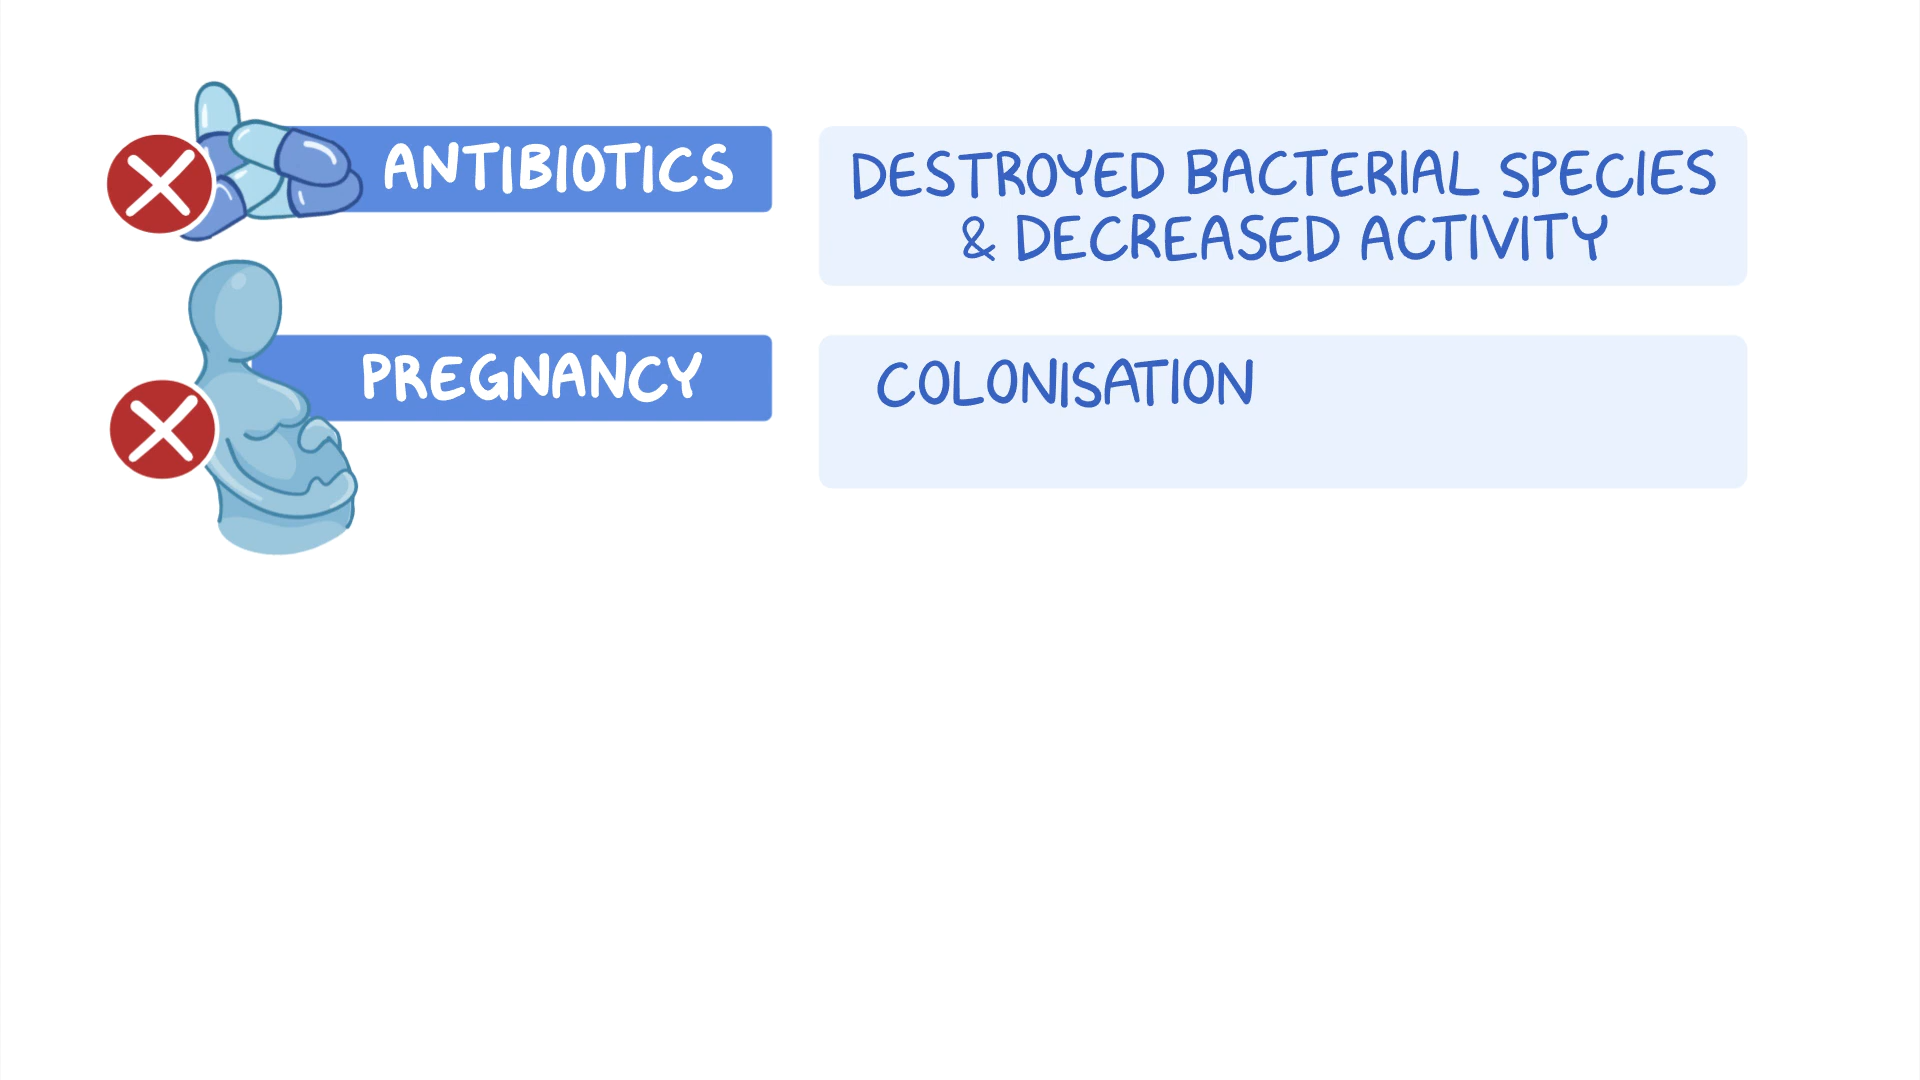 ANTIBIOTICS
DESTROYED BACTERIAL SPECIES
& DECREASED ACTIVITY
PREGNANCY
COLONISATION